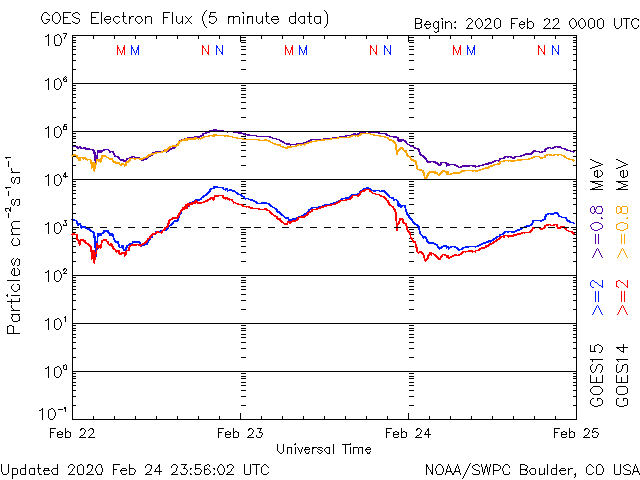 GOES Electron Flux (5 minute data)
Begin: 2020 Feb 22 0000 UTC
10⁷
M M N N M M N N M M N N
10⁶
10⁵
10⁴
10³
10²
10¹
10⁰
10⁻¹
Particles cm⁻²s⁻¹sr⁻¹
Feb 22 Feb 23 Feb 24 Feb 25
Universal Time
GOES15 >=2 >=0.8 MeV
GOES14 >=2 >=0.8 MeV
Updated 2020 Feb 24 23:56:02 UTC
NOAA/SWPC Boulder, CO USA